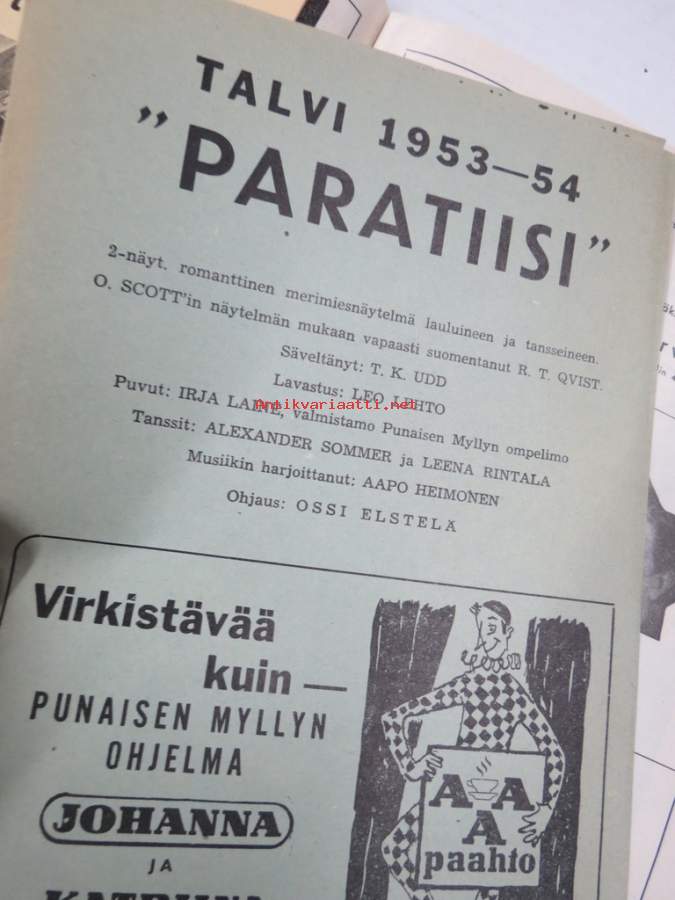 TALVI 1953—54
"PARATIISI"
2-näyt. romanttinen merimiesnäytelmä lauluineen ja tansseineen.
O. SCOTT'in näytelmän mukaan vapaasti suomentanut R. T. QVIST.
Säveltänyt: T. K. UDD
Lavastus: LEO LEHTO
Antikvariaatti.net
Puvut: IRJA LAINE, valmistamo Punaisen Myllyn ompelimo
Tanssit: ALEXANDER SOMMER ja LEENA RINTALA
Musiikin harjoittanut: AAPO HEIMONEN
Ohjaus: OSSI ELSTELÄ
Virkistävää
kuin —
PUNAISEN MYLLYN
OHJELMA
JOHANNA
JA
A A
A
paahto